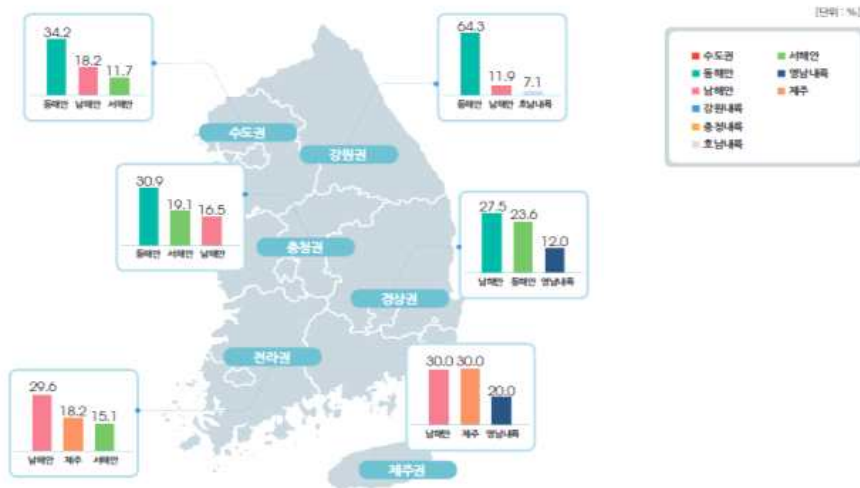 [단위 : %]
34.2
18.2
11.7
동해안 남해안 서해안
64.3
11.9
7.1
동해안 남해안 호남내륙
수도권
동해안
남해안
강원내륙
충청내륙
호남내륙
서해안
영남내륙
제주
수도권
강원권
30.9
19.1
16.5
동해안 서해안 남해안
충청권
27.5
23.6
12.0
남해안 동해안 영남내륙
경상권
전라권
29.6
18.2
15.1
남해안 제주 서해안
30.0
30.0
20.0
남해안 제주 영남내륙
제주권